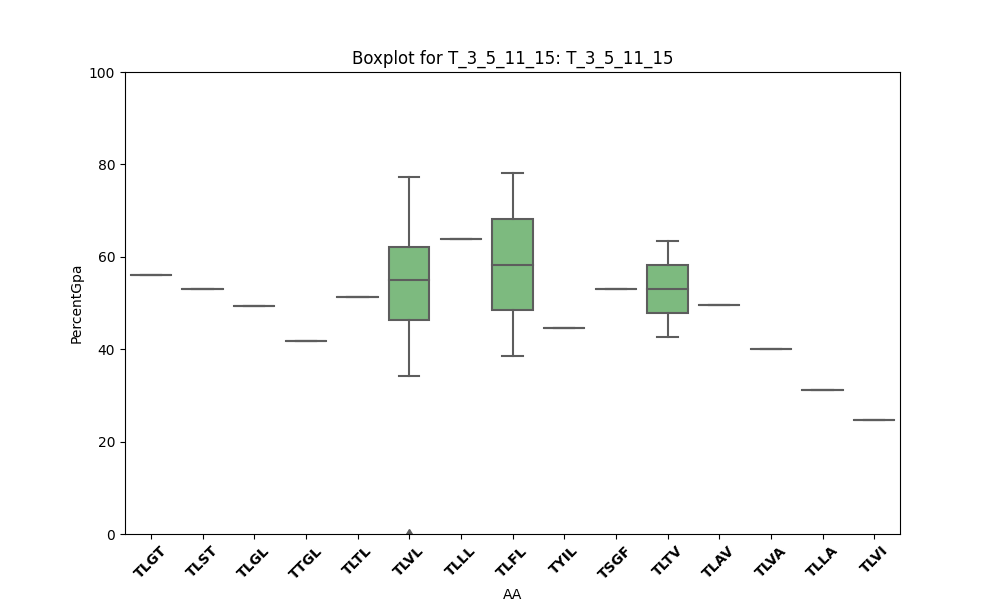 Boxplot for T_3_5_11_15: T_3_5_11_15
100
80
60
40
20
0
PercentGpa
TLGT TLST TLGL TTGL TLTL TLVL TLLL TLFL TYIL TSGF TLTV TLAV TLVA TLLA TLVI
AA